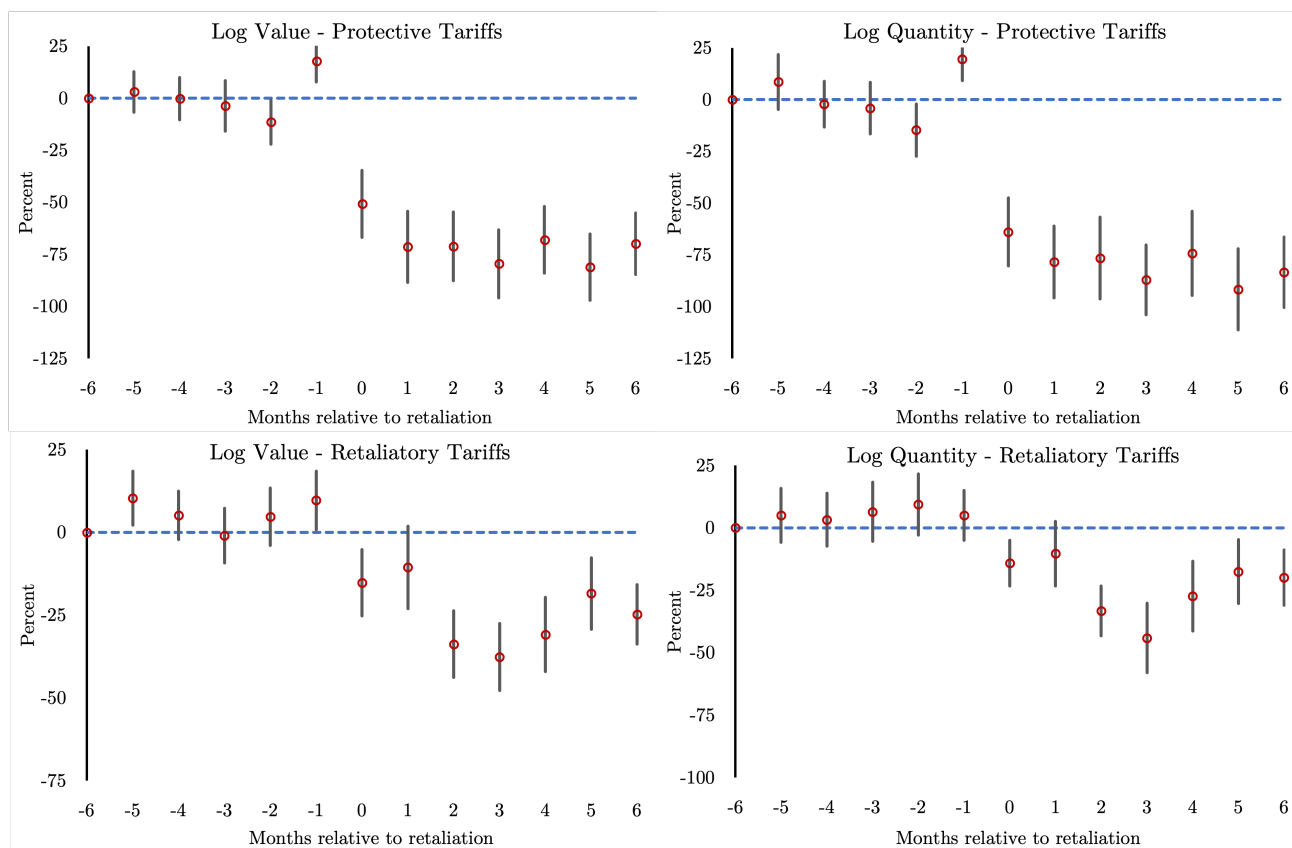 Log Value - Protective Tariffs
25
0
-25
-50
-75
-100
-125
Percent
-6 -5 -4 -3 -2 -1 0 1 2 3 4 5 6
Months relative to retaliation
Log Quantity - Protective Tariffs
25
0
-25
-50
-75
-100
-125
Percent
-6 -5 -4 -3 -2 -1 0 1 2 3 4 5 6
Months relative to retaliation
Log Value - Retaliatory Tariffs
25
0
-25
-50
-75
Percent
-6 -5 -4 -3 -2 -1 0 1 2 3 4 5 6
Months relative to retaliation
Log Quantity - Retaliatory Tariffs
25
0
-25
-50
-75
-100
Percent
-6 -5 -4 -3 -2 -1 0 1 2 3 4 5 6
Months relative to retaliation